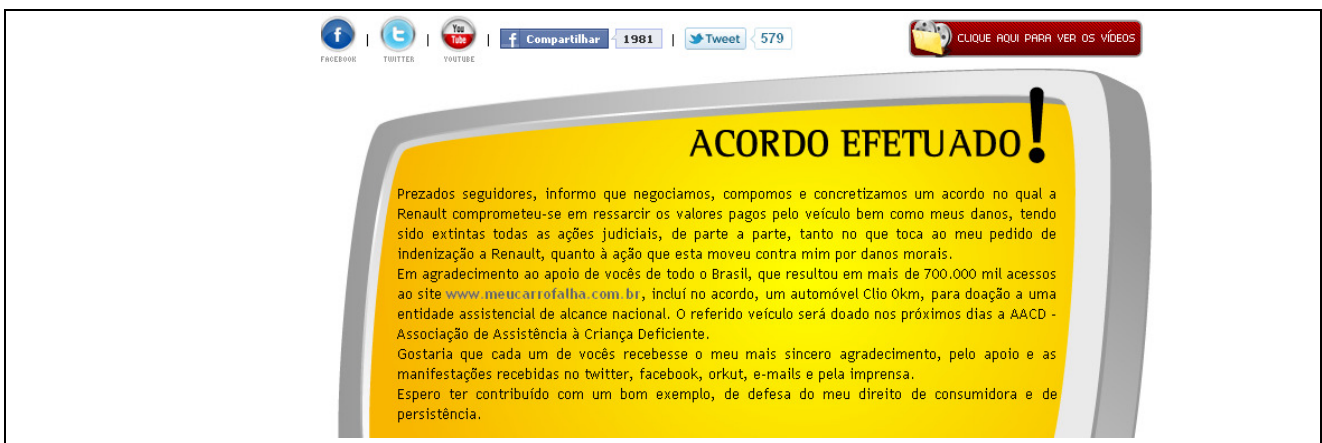 FACEBOOK | TWITTER | You Tube YOUTUBE | f Compartilhar 1981 | Tweet 579 CLIQUE AQUI PARA VER OS VÍDEOS
ACORDO EFETUADO!
Prezados seguidores, informo que negociamos, compomos e concretizamos um acordo no qual a
Renault comprometeu-se em ressarcir os valores pagos pelo veículo bem como meus danos, tendo
sido extintas todas as ações judiciais, de parte a parte, tanto no que toca ao meu pedido de
indenização a Renault, quanto à ação que esta moveu contra mim por danos morais.
Em agradecimento ao apoio de vocês de todo o Brasil, que resultou em mais de 700.000 mil acessos
ao site www.meucarrofalha.com.br, incluí no acordo, um automóvel Clio 0km, para doação a uma
entidade assistencial de alcance nacional. O referido veículo será doado nos próximos dias a AACD -
Associação de Assistência à Criança Deficiente.
Gostaria que cada um de vocês recebesse o meu mais sincero agradecimento, pelo apoio e as
manifestações recebidas no twitter, facebook, orkut, e-mails e pela imprensa.
Espero ter contribuído com um bom exemplo, de defesa do meu direito de consumidora e de
persistência.